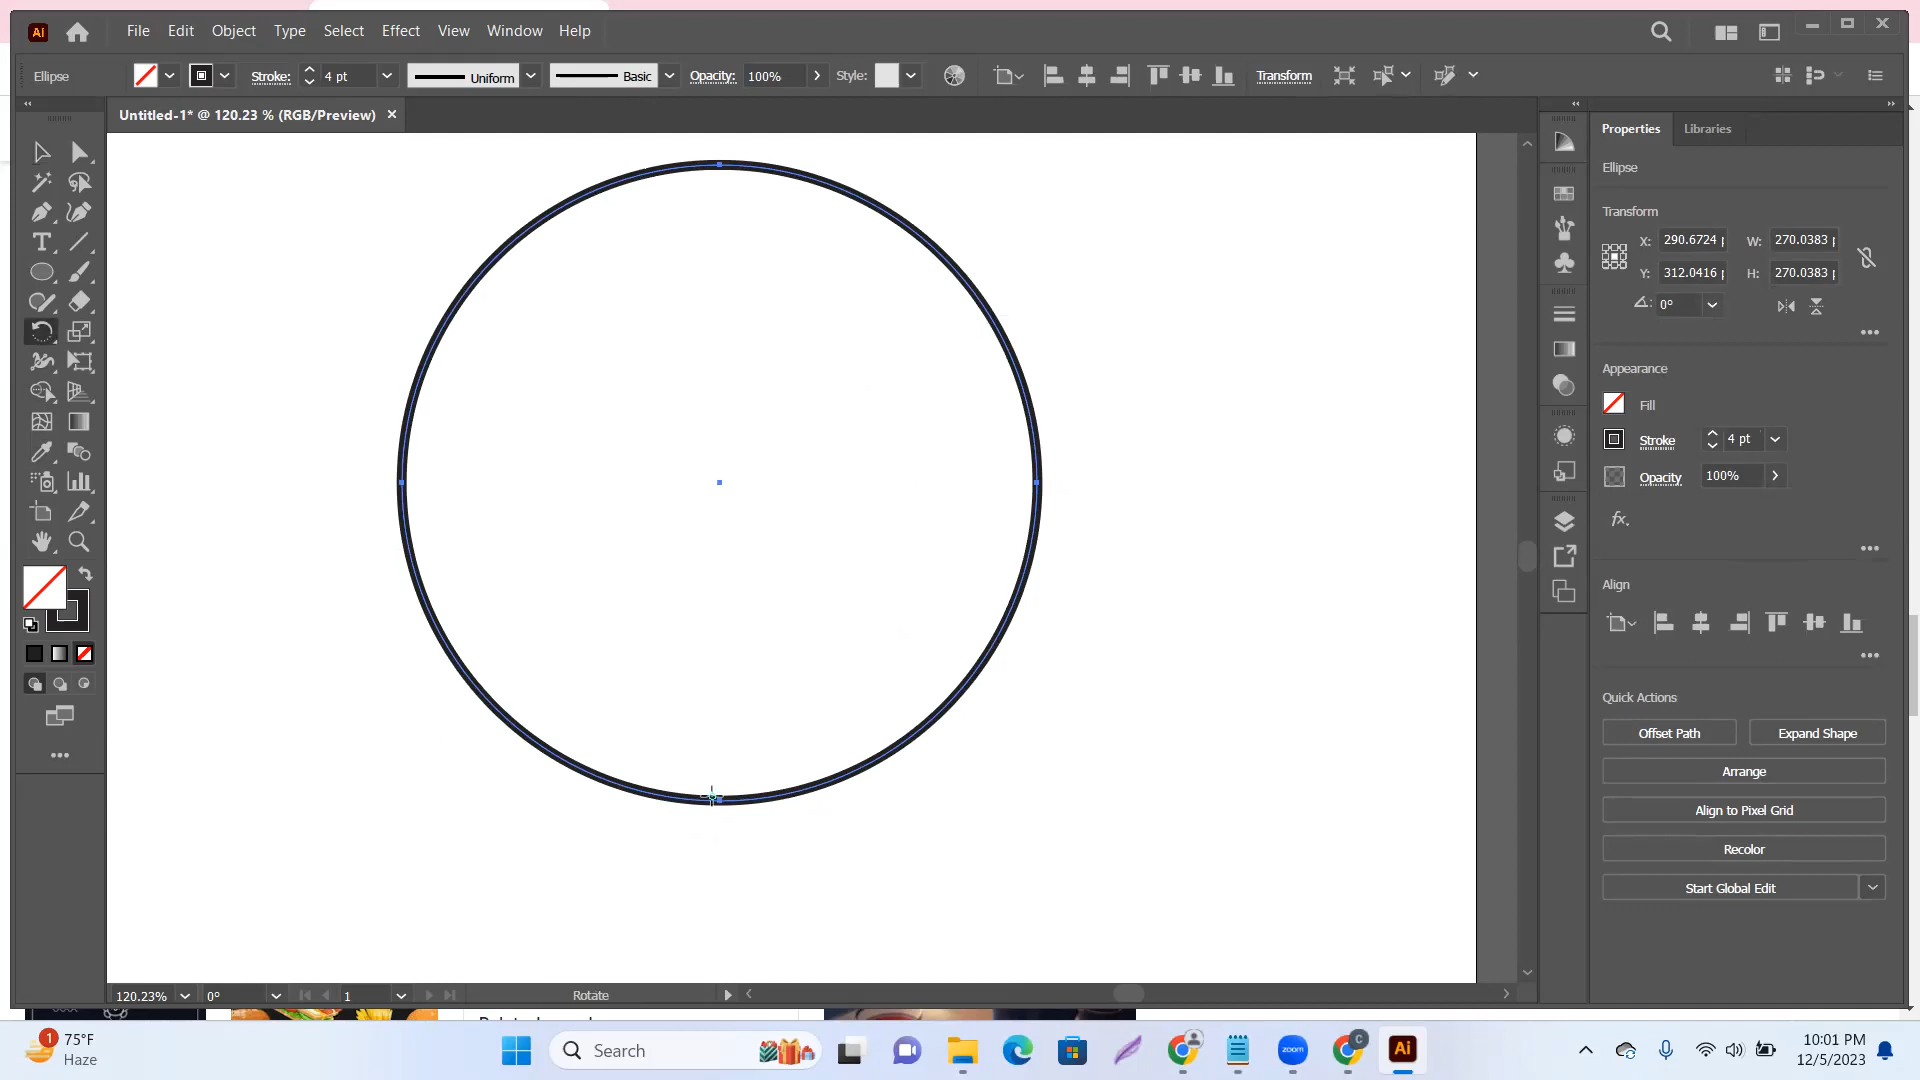 Ai
File Edit Object Type Select Effect View Window Help
Ellipse Stroke: 4 pt Uniform Basic Opacity: 100% Style: Transform
Untitled-1* @ 120.23 % (RGB/Preview)
Properties Libraries
Ellipse
Transform
X: 290.6724 W: 270.0383
Y: 312.0416 H: 270.0383
0°
Appearance
Fill
Stroke 4 pt
Opacity 100%
fx
Align
Quick Actions
Offset Path Expand Shape
Arrange
Align to Pixel Grid
Recolor
Start Global Edit
120.23% 0° 1 Rotate
1
75°F
Haze
Search
zoom
C
Ai
10:01 PM
12/5/2023